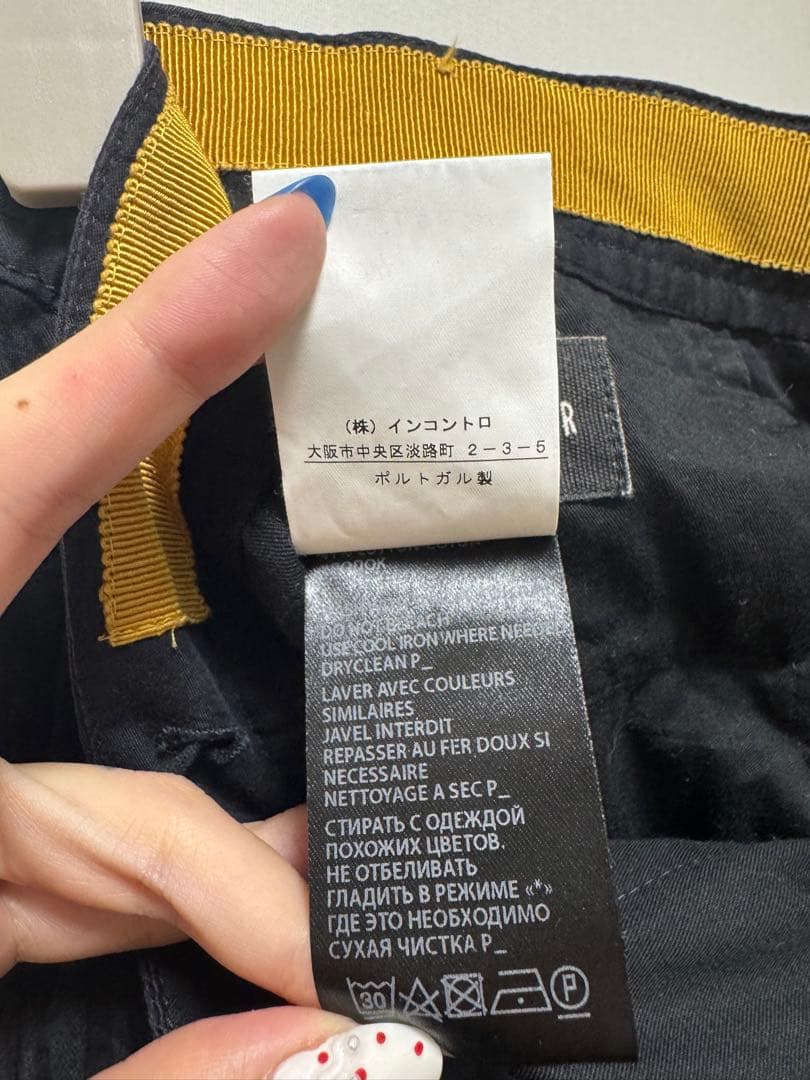 （株）インコントロ
大阪市中央区淡路町 2－3－5
ポルトガル製
R
DO NOT BLEACH
USE COOL IRON WHERE
DRYCLEAN P_
LAVER AVEC COULEURS
SIMILAIRES
JAVEL INTERDIT
REPASSER AU FER DOUX SI
NECESSAIRE
NETTOYAGE A SEC P_
СТИРАТЬ С ОДЕЖДОЙ
ПОХОЖИХ ЦВЕТОВ.
НЕ ОТБЕЛИВАТЬ
ГЛАДИТЬ В РЕЖИМЕ «*»
ГДЕ ЭТО НЕОБХОДИМО
СУХАЯ ЧИСТКА P_
30
P